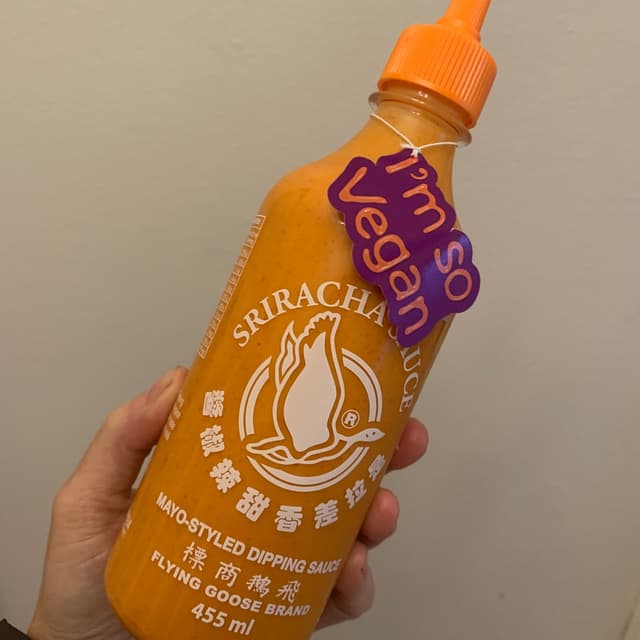 I'm so
vegan
SRIRACHA SAUCE
®
拉差香甜辣椒醬
MAYO-STYLED DIPPING SAUCE
飛鵝商標
FLYING GOOSE BRAND
455 ml